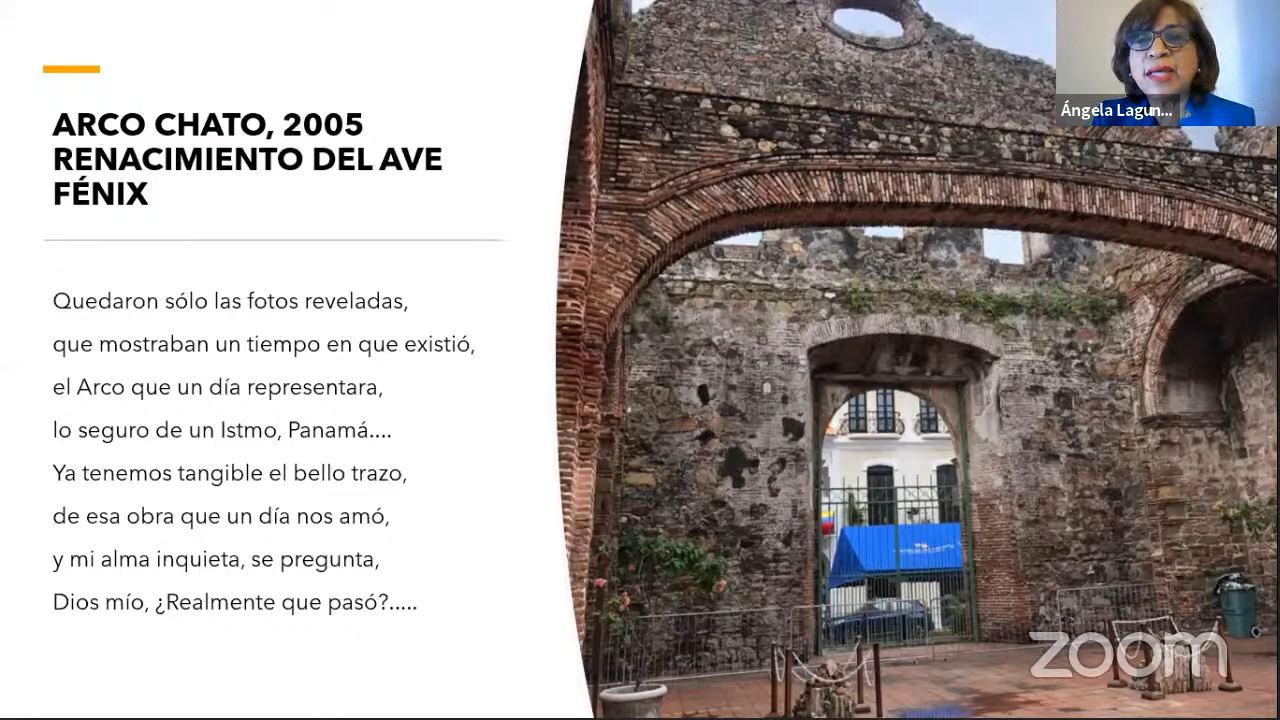 ARCO CHATO, 2005
RENACIMIENTO DEL AVE
FÉNIX
Quedaron sólo las fotos reveladas,
que mostraban un tiempo en que existió,
el Arco que un día representara,
lo seguro de un Istmo, Panamá....
Ya tenemos tangible el bello trazo,
de esa obra que un día nos amó,
y mi alma inquieta, se pregunta,
Dios mío, ¿Realmente que pasó?.....
Ángela Lagun...
zoom